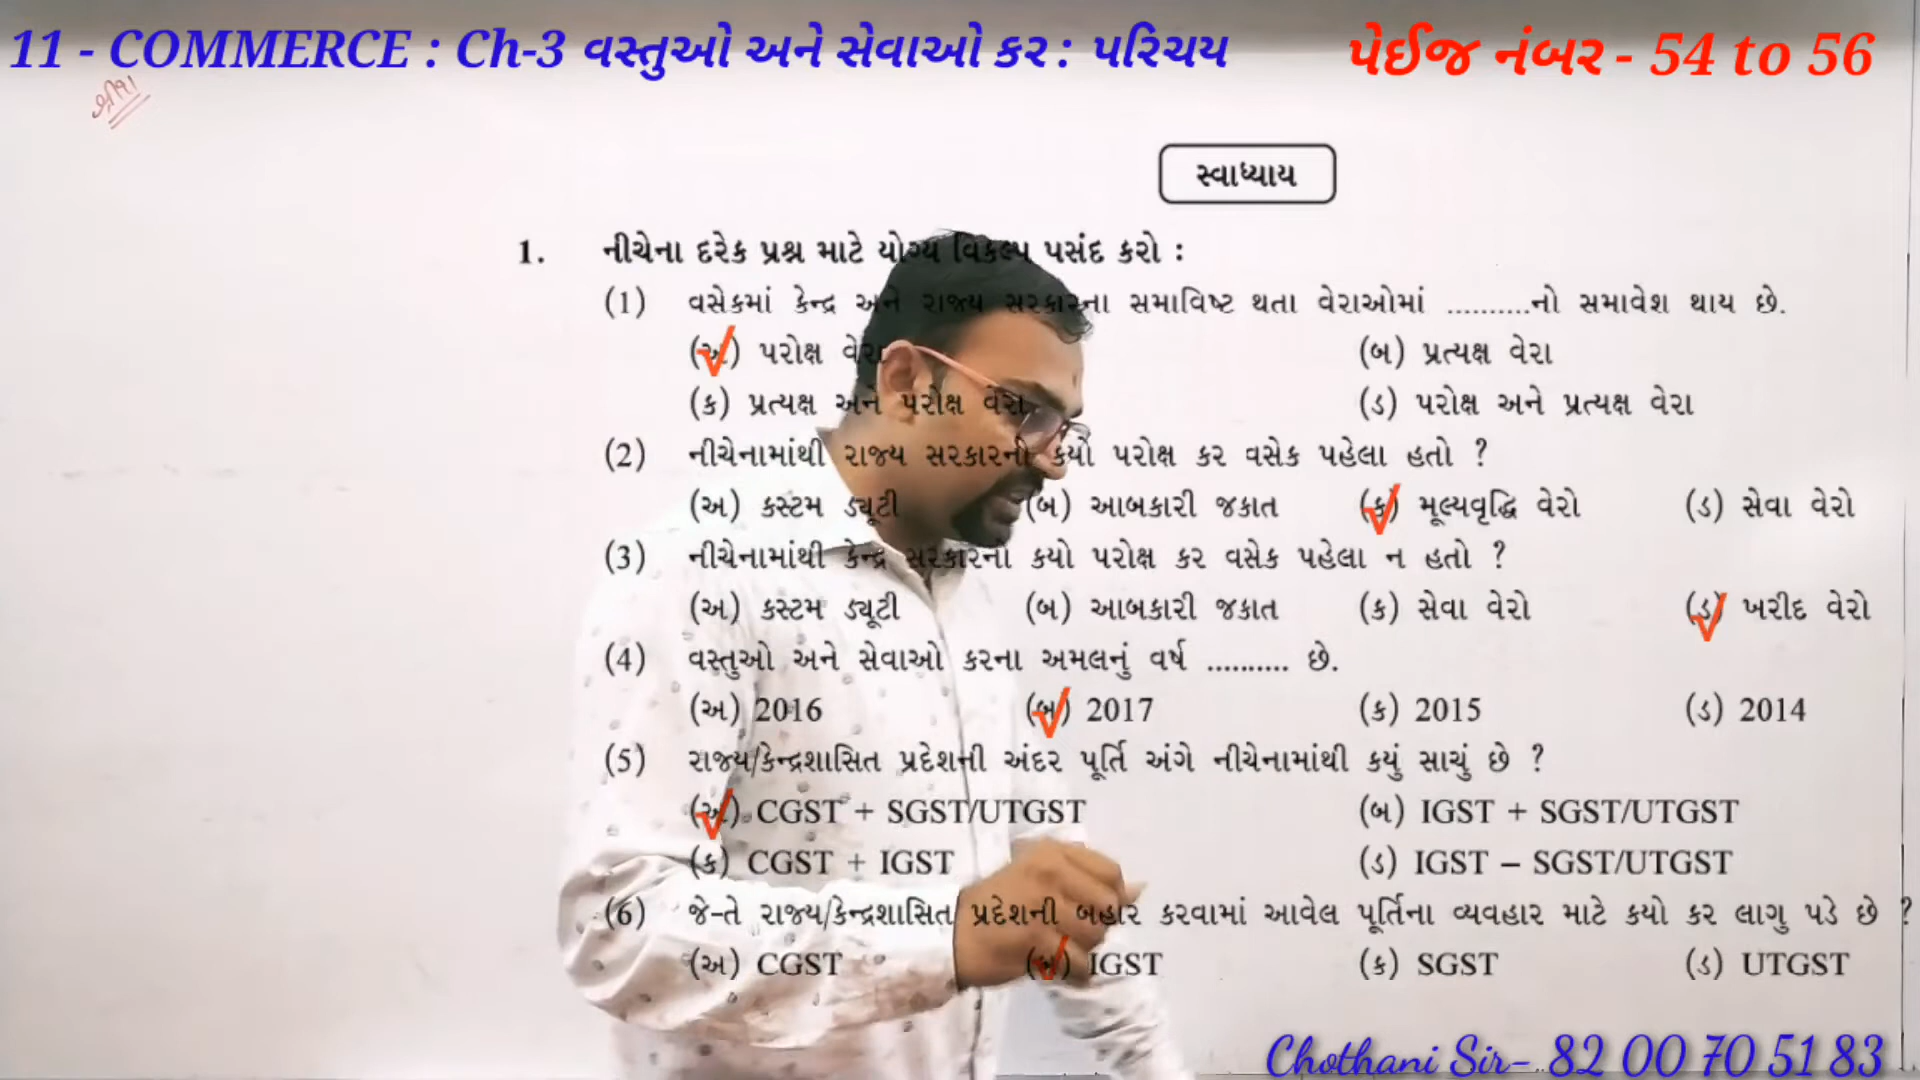 11 - COMMERCE : Ch-3 વસ્તુઓ અને સેવાઓ કર : પરિચય
પેઈજ નંબર - 54 to 56
સ્વાધ્યાય
1. નીચેના દરેક પ્રશ્ન માટે યોગ્ય વિકલ્પ પસંદ કરો :
(1) વસેકમાં કેન્દ્ર અને રાજ્ય સરકારના સમાવિષ્ટ થતા વેરાઓમાં ..........નો સમાવેશ થાય છે.
(અ) પરોક્ષ વેરા (બ) પ્રત્યક્ષ વેરા
(ક) પ્રત્યક્ષ અને પરોક્ષ વેરા (ડ) પરોક્ષ અને પ્રત્યક્ષ વેરા
(2) નીચેનામાંથી રાજ્ય સરકારનો કયો પરોક્ષ કર વસેક પહેલા હતો ?
(અ) કસ્ટમ ડ્યૂટી (બ) આબકારી જકાત (ક) મૂલ્યવૃદ્ધિ વેરો (ડ) સેવા વેરો
(3) નીચેનામાંથી કેન્દ્ર સરકારનો કયો પરોક્ષ કર વસેક પહેલા ન હતો ?
(અ) કસ્ટમ ડ્યૂટી (બ) આબકારી જકાત (ક) સેવા વેરો (ડ) ખરીદ વેરો
(4) વસ્તુઓ અને સેવાઓ કરના અમલનું વર્ષ .......... છે.
(અ) 2016 (બ) 2017 (ક) 2015 (ડ) 2014
(5) રાજ્ય/કેન્દ્રશાસિત પ્રદેશની અંદર પૂર્તિ અંગે નીચેનામાંથી કયું સાચું છે ?
(અ) CGST + SGST/UTGST (બ) IGST + SGST/UTGST
(ક) CGST + IGST (ડ) IGST – SGST/UTGST
(6) જે-તે રાજ્ય/કેન્દ્રશાસિત પ્રદેશની બહાર કરવામાં આવેલ પૂર્તિના વ્યવહાર માટે કયો કર લાગુ પડે છે ?
(અ) CGST (બ) IGST (ક) SGST (ડ) UTGST
Chothani Sir- 82 00 70 51 83